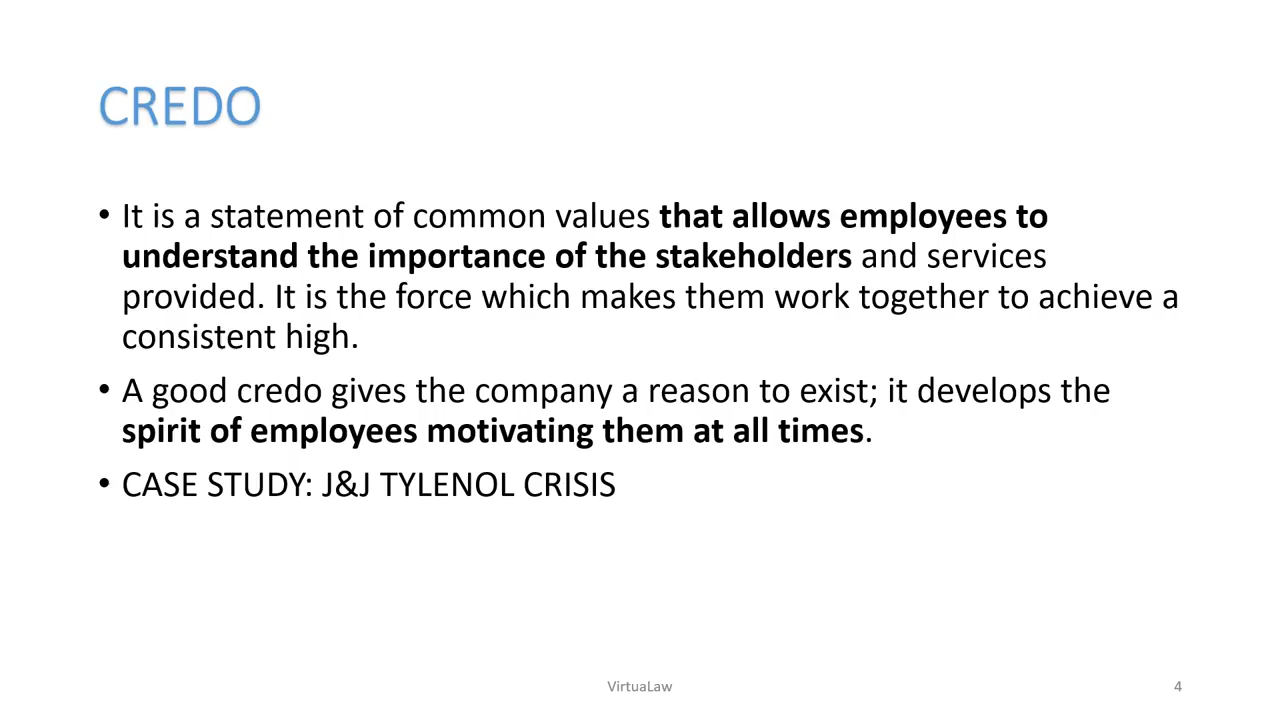 CREDO
• It is a statement of common values that allows employees to
understand the importance of the stakeholders and services
provided. It is the force which makes them work together to achieve a
consistent high.
• A good credo gives the company a reason to exist; it develops the
spirit of employees motivating them at all times.
• CASE STUDY: J&J TYLENOL CRISIS
VirtuaLaw
4